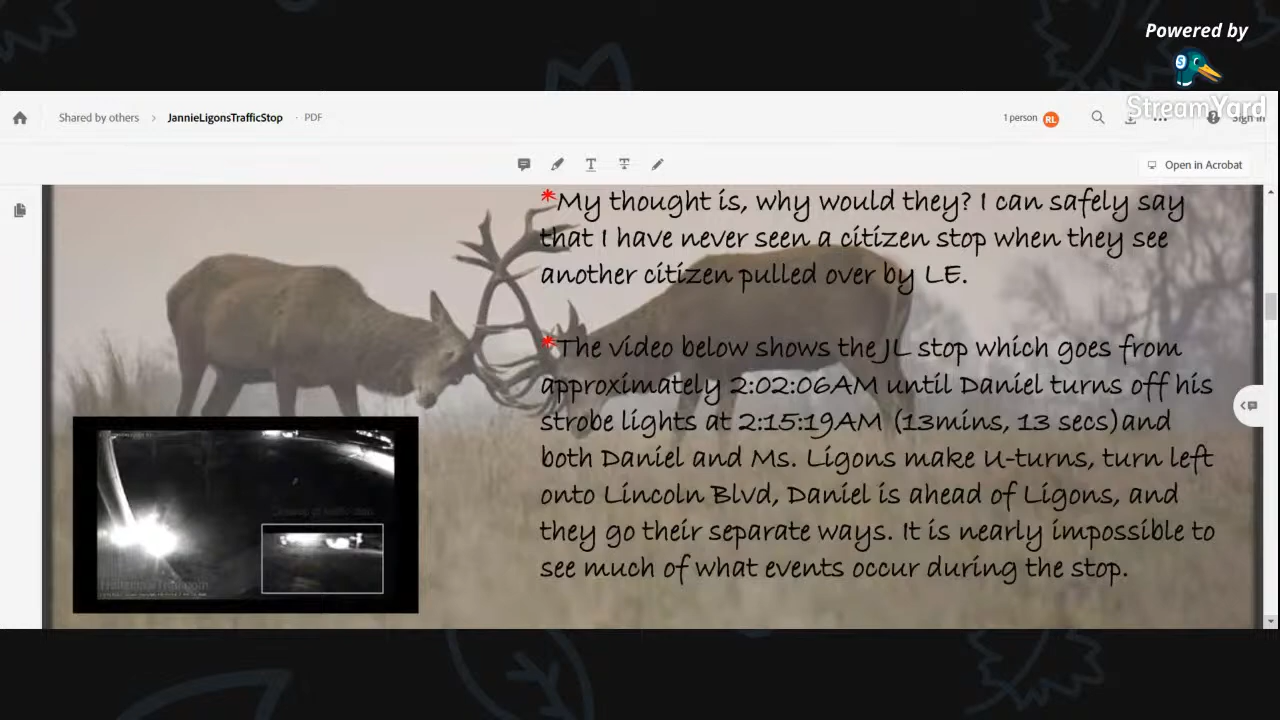 Powered by
StreamYard
Shared by others > JannieLigonsTrafficStop · PDF
1 person RL
Sign in
Open in Acrobat
*My thought is, why would they? I can safely say
that I have never seen a citizen stop when they see
another citizen pulled over by LE.
*The video below shows the JL stop which goes from
approximately 2:02:06AM until Daniel turns off his
strobe lights at 2:15:19AM (13mins, 13 secs)and
both Daniel and Ms. Ligons make U-turns, turn left
onto Lincoln Blvd, Daniel is ahead of Ligons, and
they go their separate ways. It is nearly impossible to
see much of what events occur during the stop.